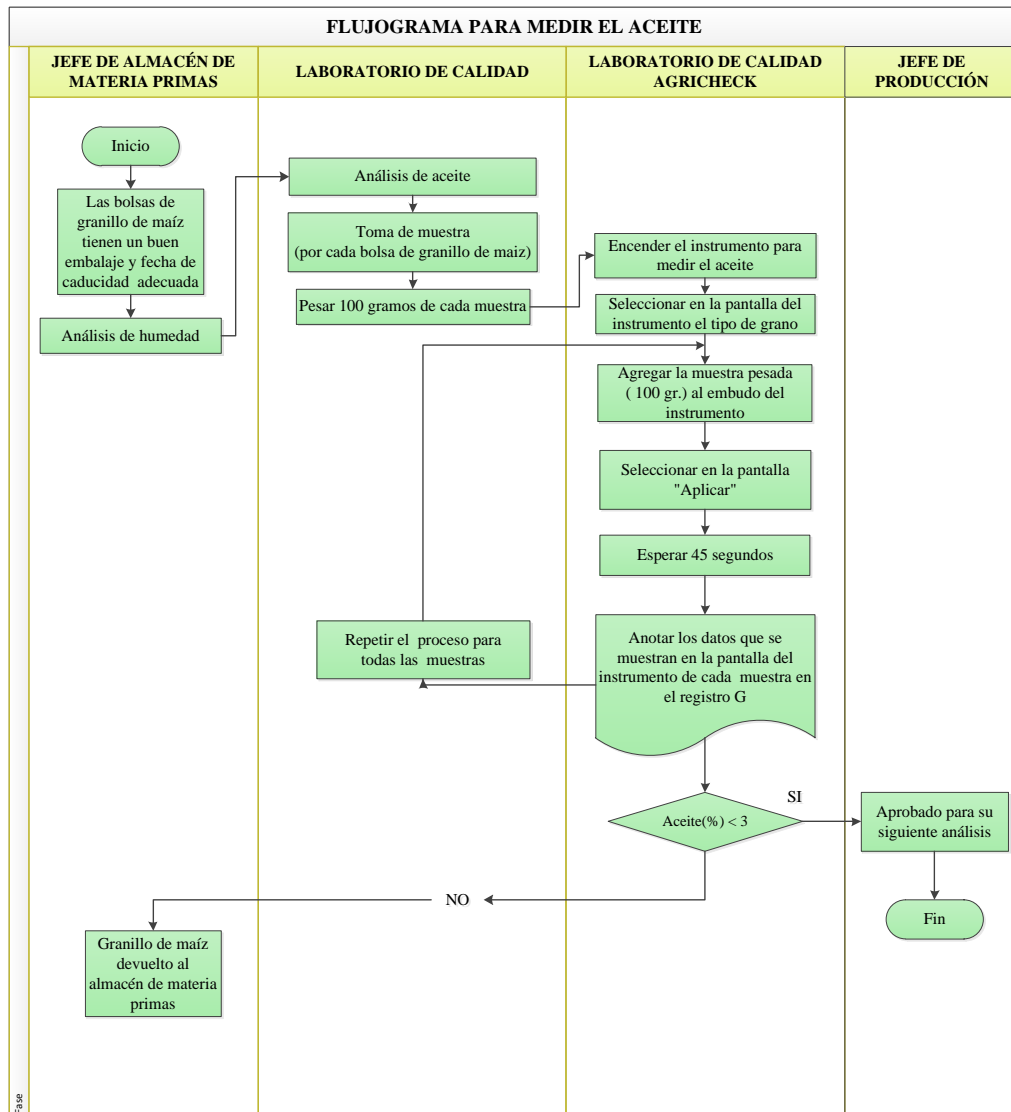 FLUJOGRAMA PARA MEDIR EL ACEITE
JEFE DE ALMACÉN DE
MATERIA PRIMAS
LABORATORIO DE CALIDAD
LABORATORIO DE CALIDAD
AGRICHECK
JEFE DE
PRODUCCIÓN
Inicio
Las bolsas de
granillo de maíz
tienen un buen
embalaje y fecha de
caducidad adecuada
Análisis de humedad
Análisis de aceite
Toma de muestra
(por cada bolsa de granillo de maiz)
Pesar 100 gramos de cada muestra
Encender el instrumento para
medir el aceite
Seleccionar en la pantalla del
instrumento el tipo de grano
Agregar la muestra pesada
( 100 gr.) al embudo del
instrumento
Seleccionar en la pantalla
"Aplicar"
Esperar 45 segundos
Anotar los datos que se
muestran en la pantalla del
instrumento de cada muestra en
el registro G
Repetir el proceso para
todas las muestras
Aceite(%) < 3
SI
Aprobado para su
siguiente análisis
Fin
NO
Granillo de maíz
devuelto al
almacén de materia
primas
Fase